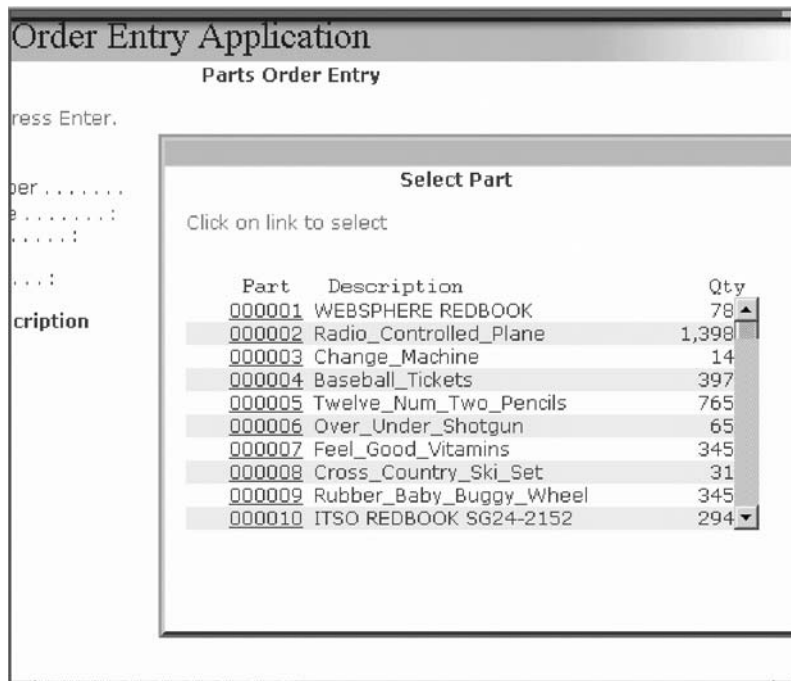 Order Entry Application
Parts Order Entry
ress Enter.
ber . . . . . . .
e . . . . . . . :
. . . . . :
. . . :
cription
Select Part
Click on link to select
Part Description Qty
000001 WEBSPHERE REDBOOK 78
000002 Radio_Controlled_Plane 1,398
000003 Change_Machine 14
000004 Baseball_Tickets 397
000005 Twelve_Num_Two_Pencils 765
000006 Over_Under_Shotgun 65
000007 Feel_Good_Vitamins 345
000008 Cross_Country_Ski_Set 31
000009 Rubber_Baby_Buggy_Wheel 345
000010 ITSO REDBOOK SG24-2152 294